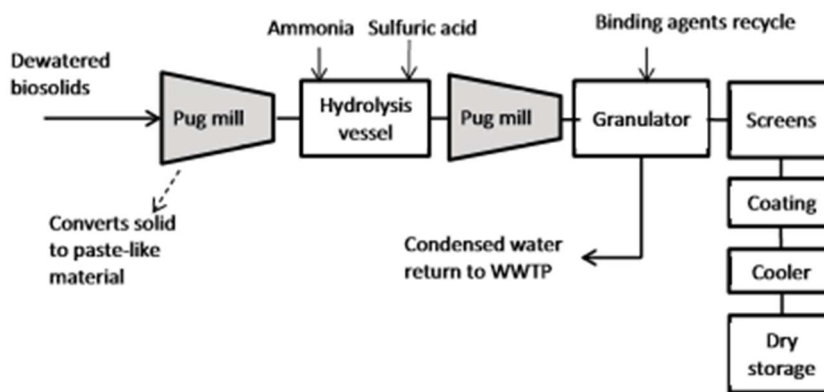 Ammonia
Sulfuric acid
Binding agents recycle
Dewatered
biosolids
Pug mill
Hydrolysis
vessel
Pug mill
Granulator
Screens
Converts solid
to paste-like
material
Condensed water
return to WWTP
Coating
Cooler
Dry
storage